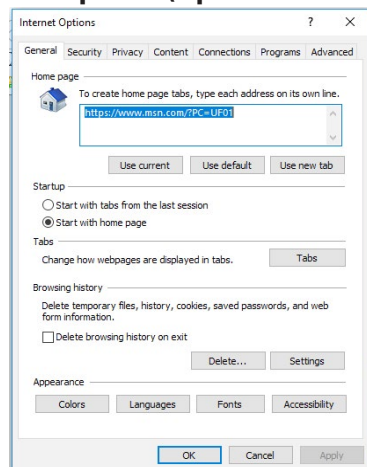 Internet Options ? ×
General Security Privacy Content Connections Programs Advanced
Home page
To create home page tabs, type each address on its own line.
https://www.msn.com/?PC=UF01
Use current Use default Use new tab
Startup
Start with tabs from the last session
Start with home page
Tabs
Change how webpages are displayed in tabs. Tabs
Browsing history
Delete temporary files, history, cookies, saved passwords, and web
form information.
Delete browsing history on exit
Delete... Settings
Appearance
Colors Languages Fonts Accessibility
OK Cancel Apply